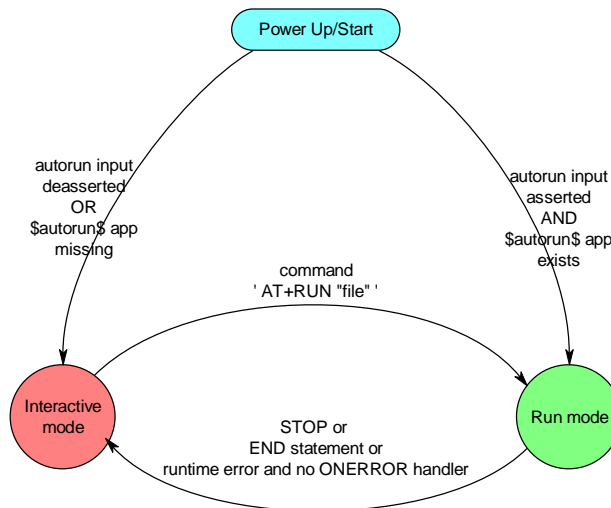 Power Up/Start
autorun input
deasserted
OR
$autorun$ app
missing
autorun input
asserted
AND
$autorun$ app
exists
command
' AT+RUN "file" '
Interactive
mode
Run mode
STOP or
END statement or
runtime error and no ONERROR handler